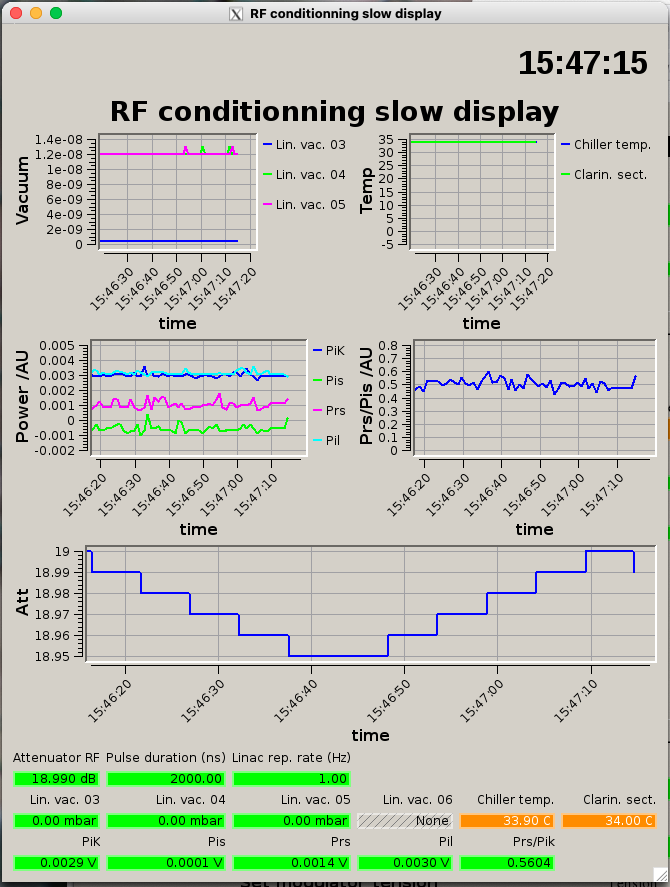 RF conditionning slow display
15:47:15
RF conditionning slow display
Vacuum
1.4e-08
1.2e-08
1e-08
8e-09
6e-09
4e-09
2e-09
0
15:46:30
15:46:40
15:46:50
15:47:00
15:47:10
15:47:20
time
Lin. vac. 03
Lin. vac. 04
Lin. vac. 05
Temp
35
30
25
20
15
10
5
0
-5
15:46:30
15:46:40
15:46:50
15:47:00
15:47:10
15:47:20
time
Chiller temp.
Clarin. sect.
Power /AU
0.005
0.004
0.003
0.002
0.001
0
-0.001
-0.002
15:46:20
15:46:30
15:46:40
15:46:50
15:47:00
15:47:10
time
PiK
Pis
Prs
Pil
Prs/Pis /AU
0.8
0.7
0.6
0.5
0.4
0.3
0.2
0.1
0
15:46:20
15:46:30
15:46:40
15:46:50
15:47:00
15:47:10
time
Att
19
18.99
18.98
18.97
18.96
18.95
15:46:20
15:46:30
15:46:40
15:46:50
15:47:00
15:47:10
time
Attenuator RF Pulse duration (ns) Linac rep. rate (Hz)
18.990 dB 2000.00 1.00
Lin. vac. 03 Lin. vac. 04 Lin. vac. 05 Lin. vac. 06 Chiller temp. Clarin. sect.
0.00 mbar 0.00 mbar 0.00 mbar None 33.90 C 34.00 C
PiK Pis Prs Pil Prs/Pik
0.0029 V 0.0001 V 0.0014 V 0.0030 V 0.5604